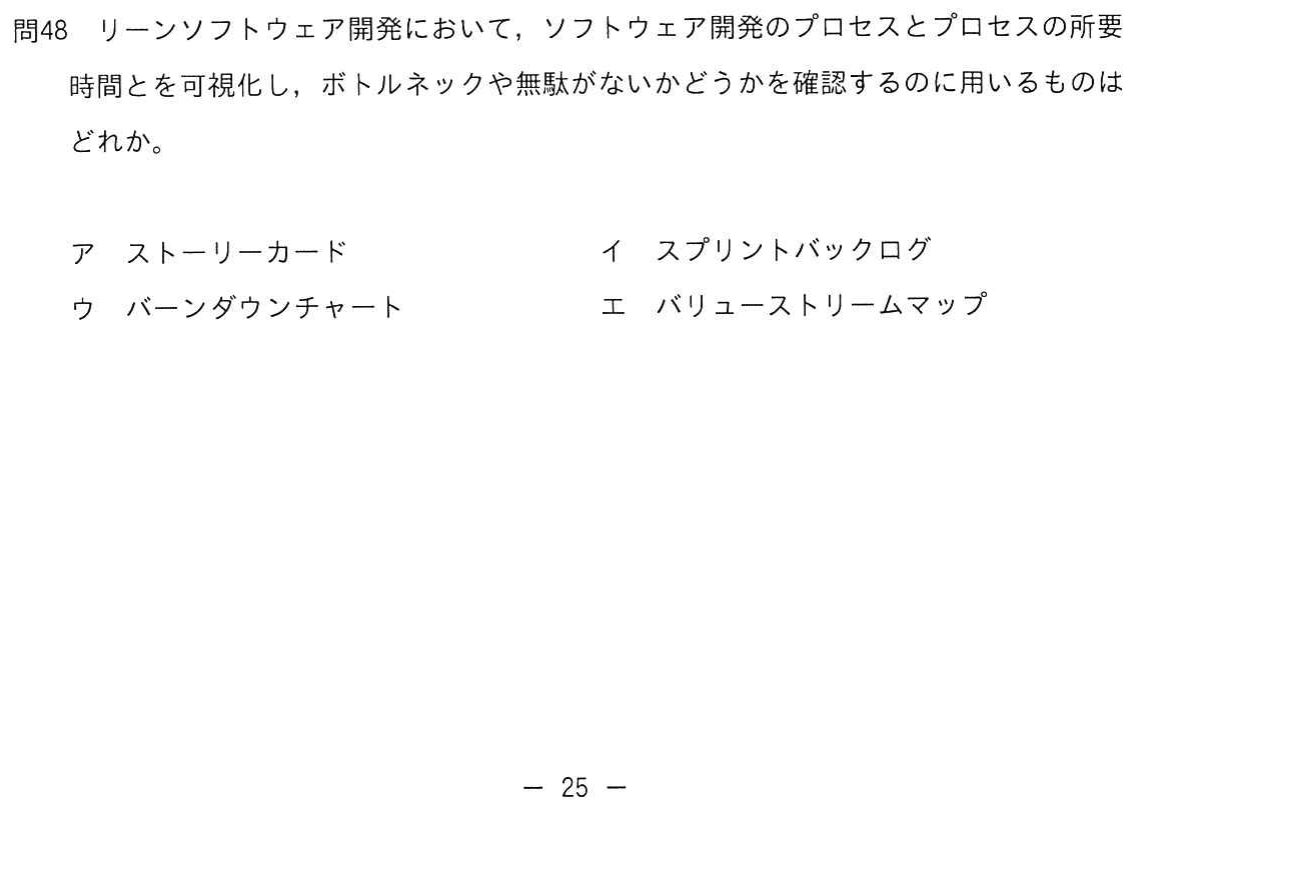 問48　リーンソフトウェア開発において，ソフトウェア開発のプロセスとプロセスの所要
時間とを可視化し，ボトルネックや無駄がないかどうかを確認するのに用いるものは
どれか。
ア　ストーリーカード　イ　スプリントバックログ
ウ　バーンダウンチャート　エ　バリューストリームマップ
― 25 ―